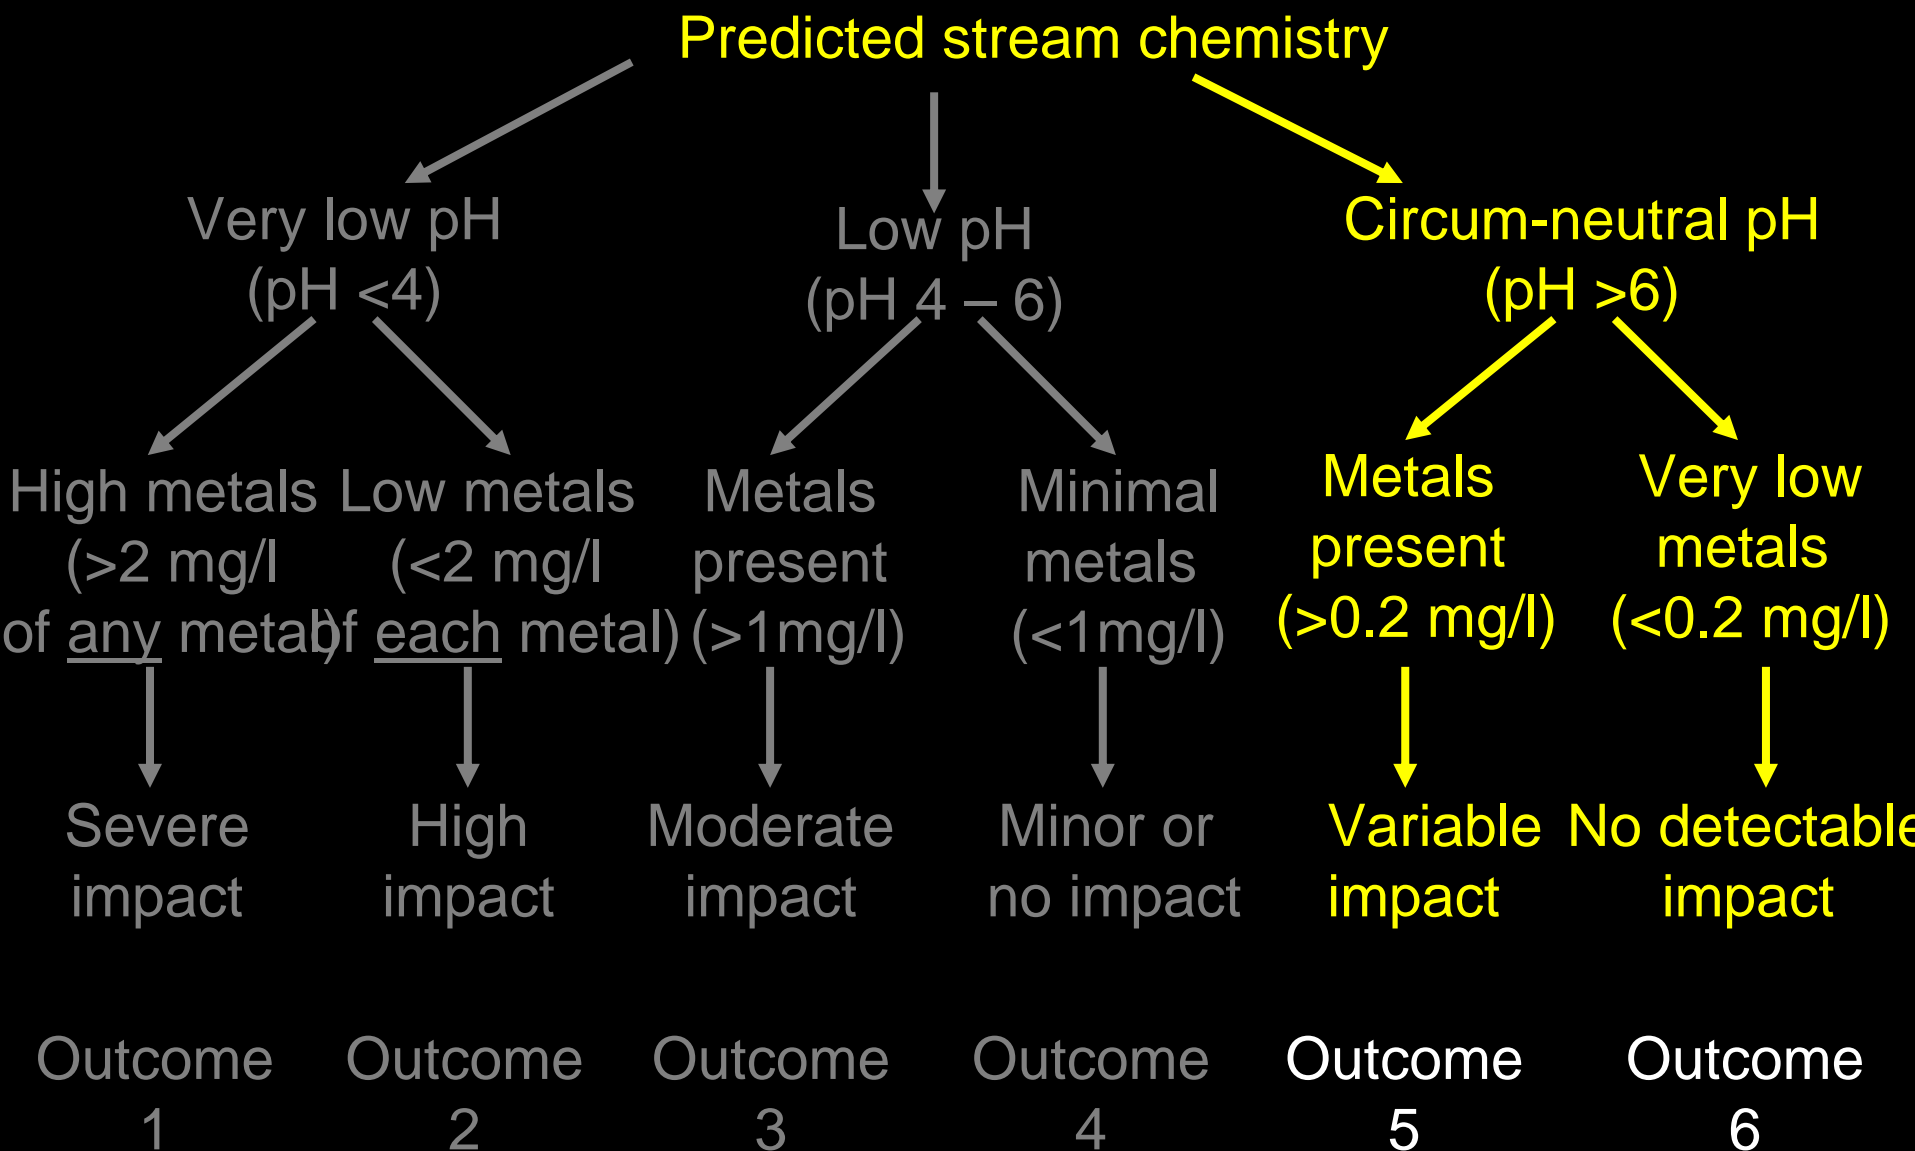 Predicted stream chemistry
Very low pH
(pH <4)
Low pH
(pH 4 – 6)
Circum-neutral pH
(pH >6)
High metals
(>2 mg/l
of any metal)
Low metals
(<2 mg/l
of each metal)
Metals
present
(>1mg/l)
Minimal
metals
(<1mg/l)
Metals
present
(>0.2 mg/l)
Very low
metals
(<0.2 mg/l)
Severe
impact
High
impact
Moderate
impact
Minor or
no impact
Variable
impact
No detectable
impact
Outcome
1
Outcome
2
Outcome
3
Outcome
4
Outcome
5
Outcome
6